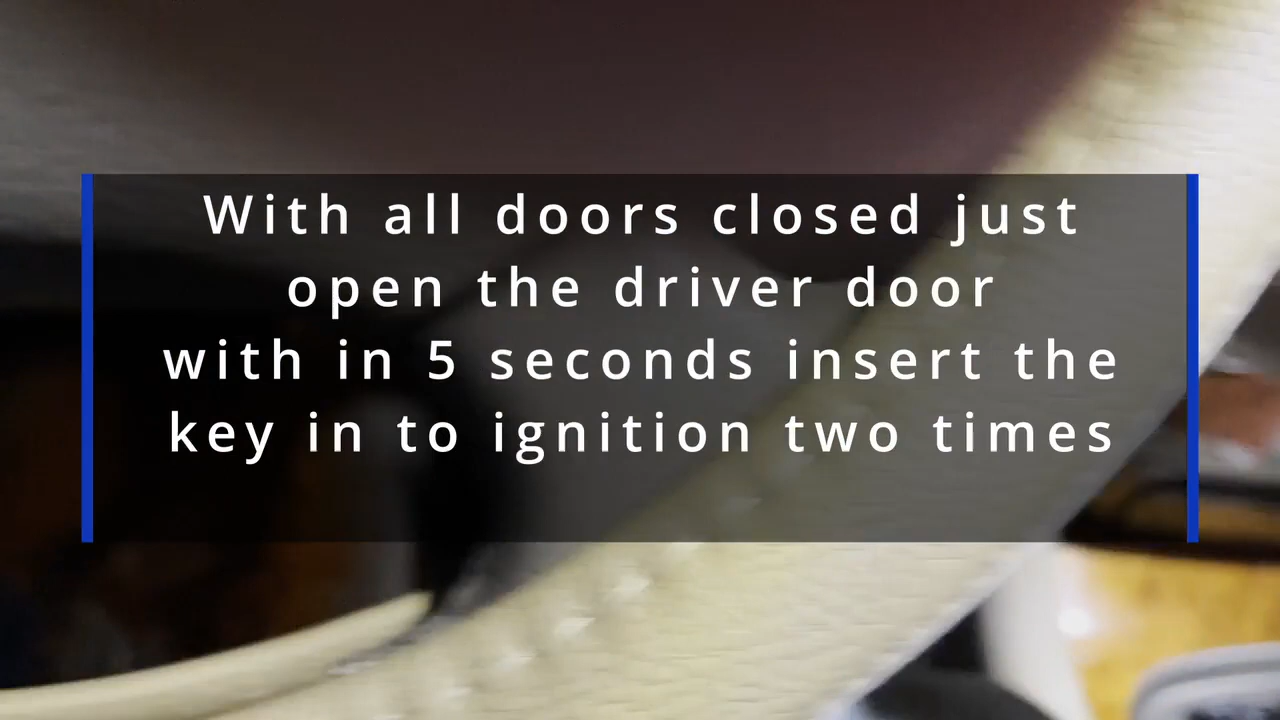 With all doors closed just
open the driver door
with in 5 seconds insert the
key in to ignition two times